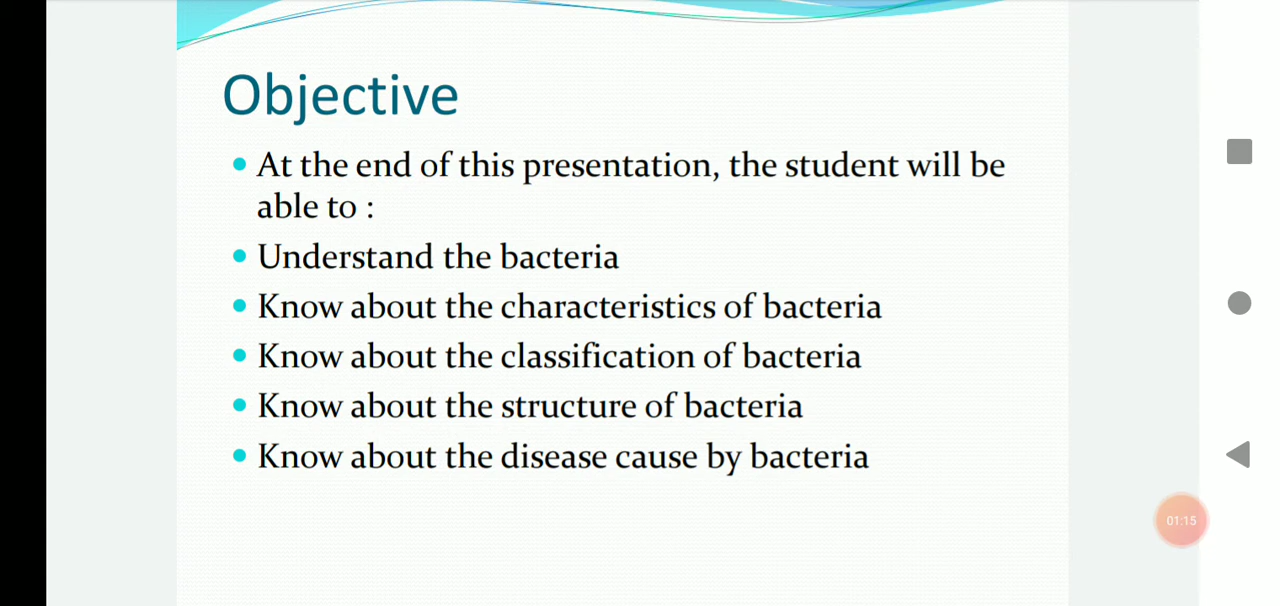 Objective
At the end of this presentation, the student will be
able to :
Understand the bacteria
Know about the characteristics of bacteria
Know about the classification of bacteria
Know about the structure of bacteria
Know about the disease cause by bacteria
01:15